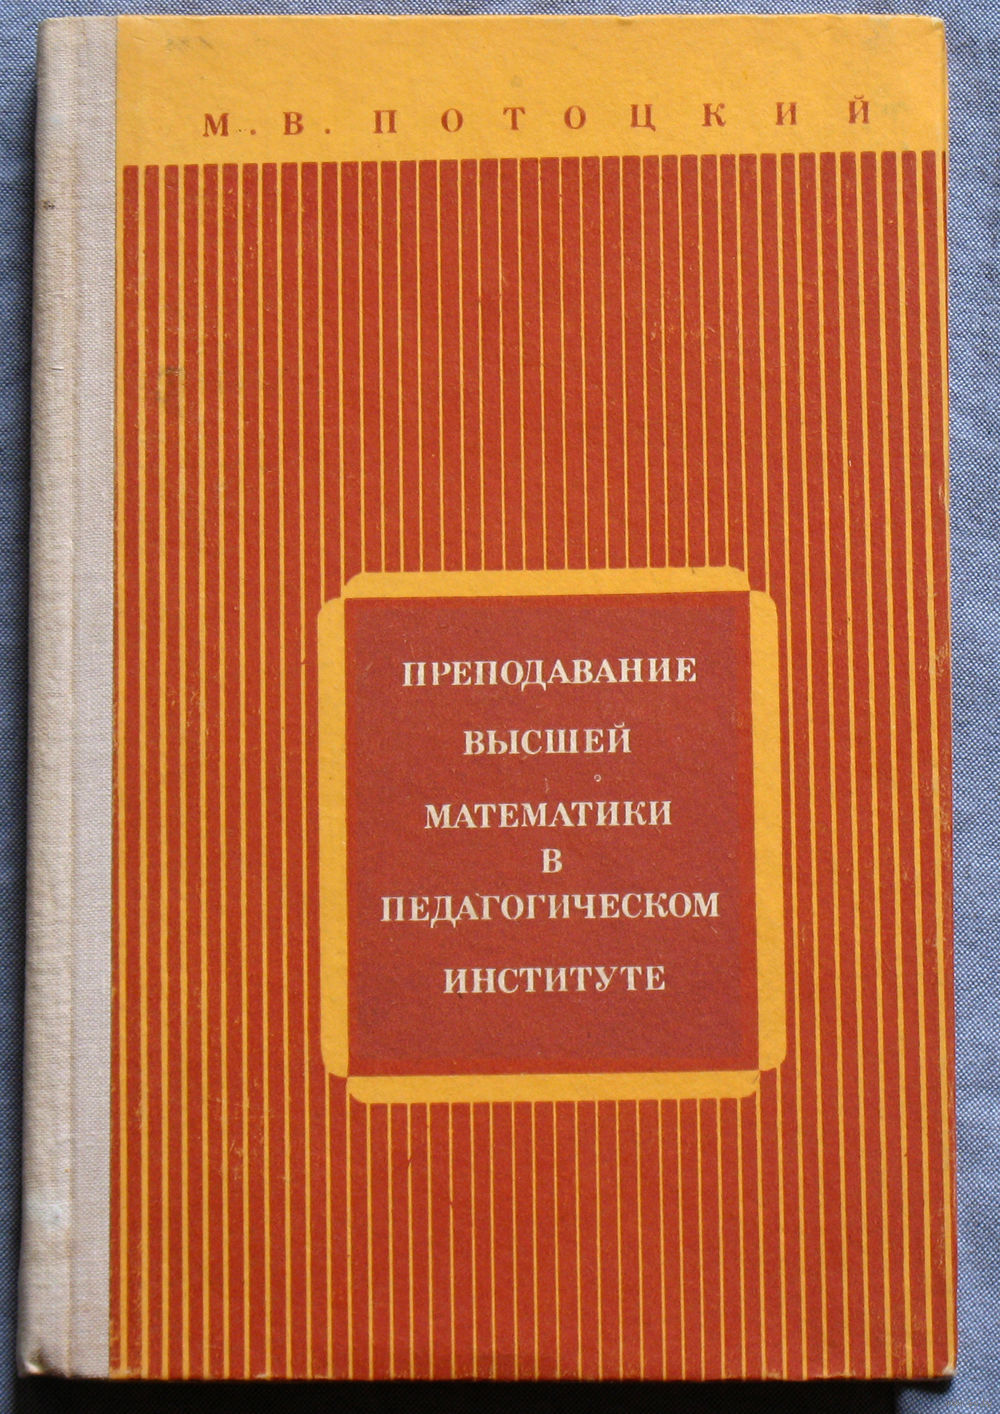 М. В. ПОТОЦКИЙ
ПРЕПОДАВАНИЕ
ВЫСШЕЙ
МАТЕМАТИКИ
В
ПЕДАГОГИЧЕСКОМ
ИНСТИТУТЕ